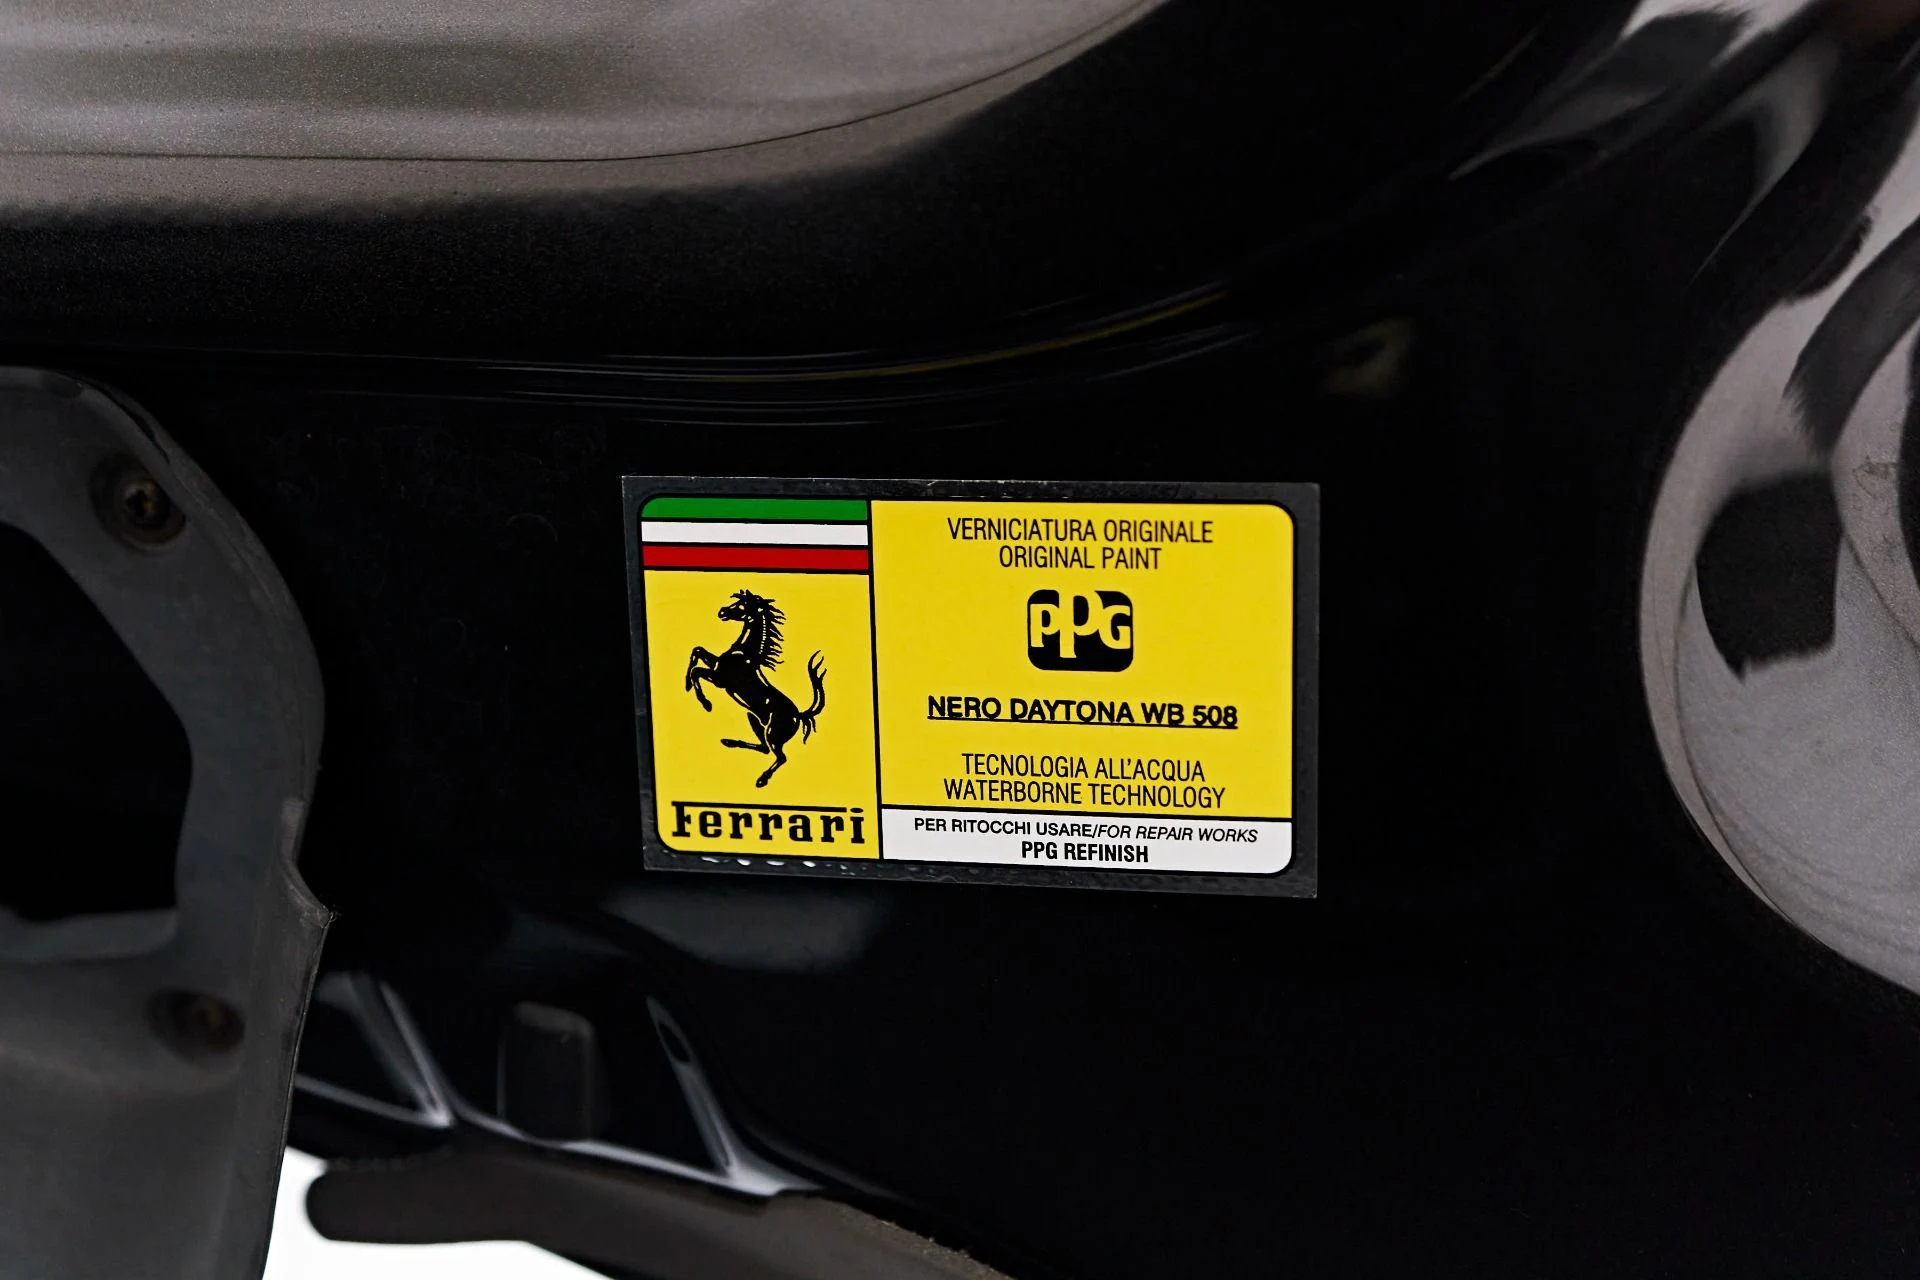 VERNICIATURA ORIGINALE
ORIGINAL PAINT
PPG
NERO DAYTONA WB 508
TECNOLOGIA ALL'ACQUA
WATERBORNE TECHNOLOGY
Ferrari
PER RITOCCHI USARE/FOR REPAIR WORKS
PPG REFINISH